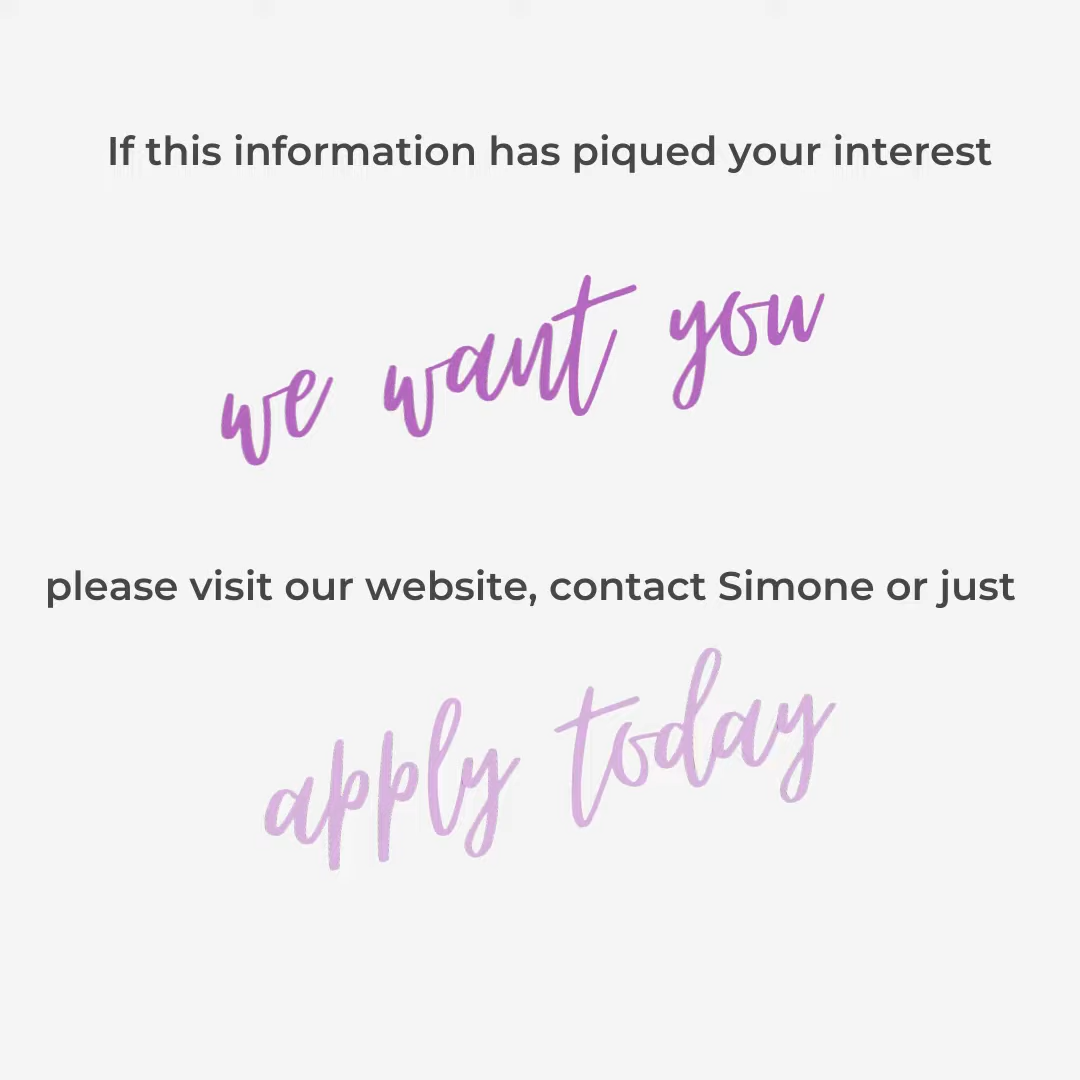 If this information has piqued your interest
we want you
please visit our website, contact Simone or just
apply today